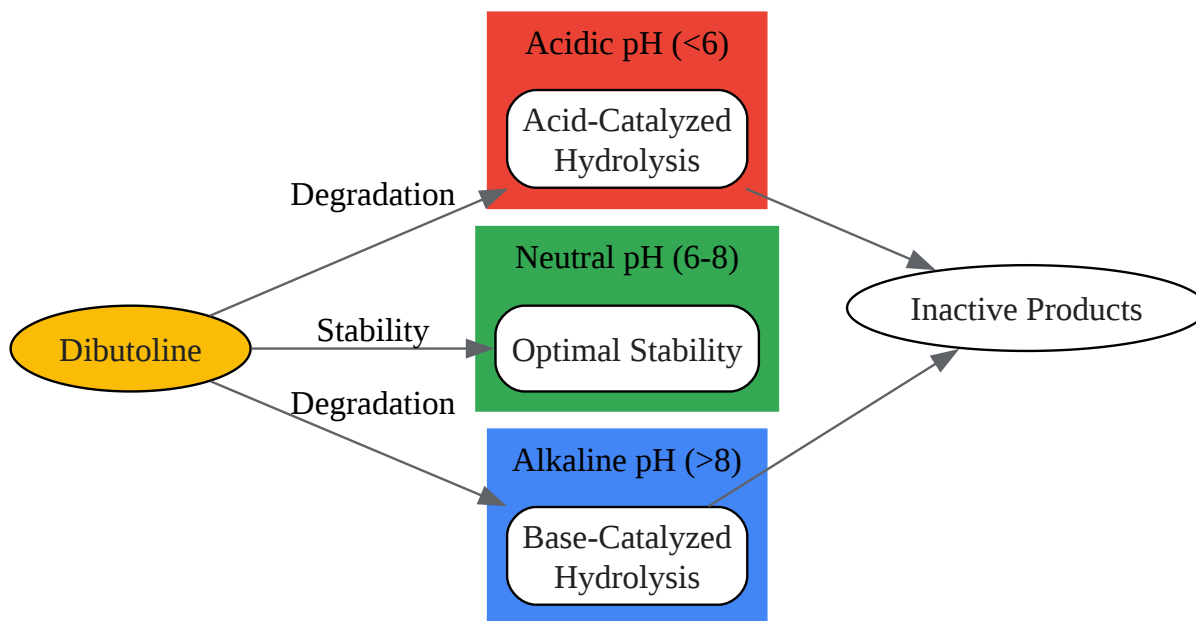 Acidic pH (<6)
Acid-Catalyzed
Hydrolysis
Degradation
Neutral pH (6-8)
Inactive Products
Stability
Dibutoline
Optimal Stability
Degradation
Alkaline pH (>8)
Base-Catalyzed
Hydrolysis